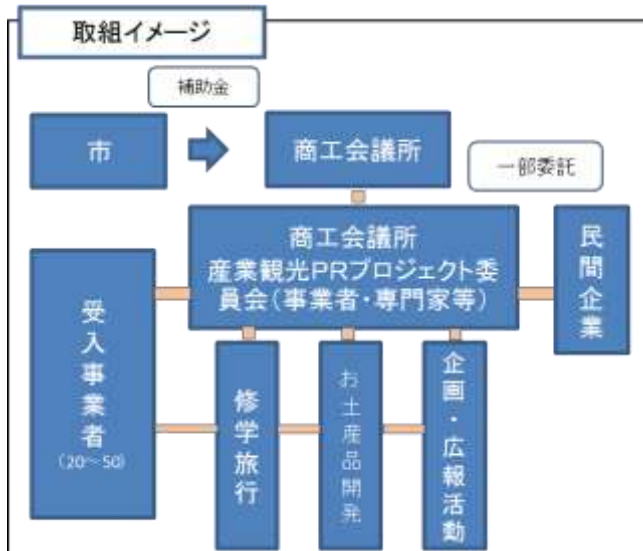 取組イメージ
補助金
市
商工会議所
一部委託
商工会議所
産業観光PRプロジェクト委
員会(事業者・専門家等)
民間企業
受入事業者
(20~50)
修学旅行
お土産品開発
企画・広報活動